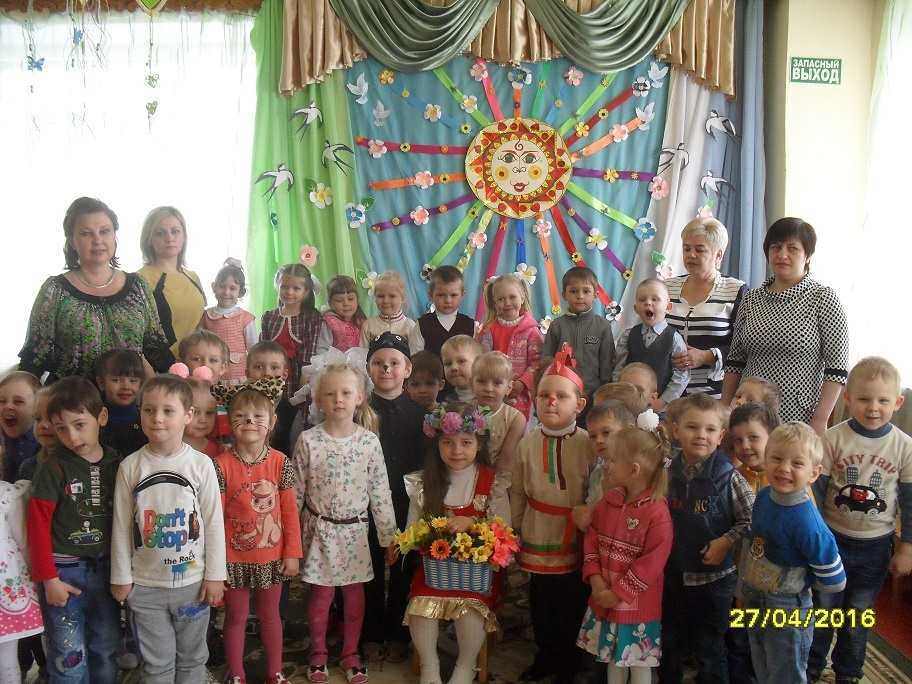 ЗАПАСНЫЙ
ВЫХОД
Don't
Stop
the Rock
CITY TRIP
27/04/2016